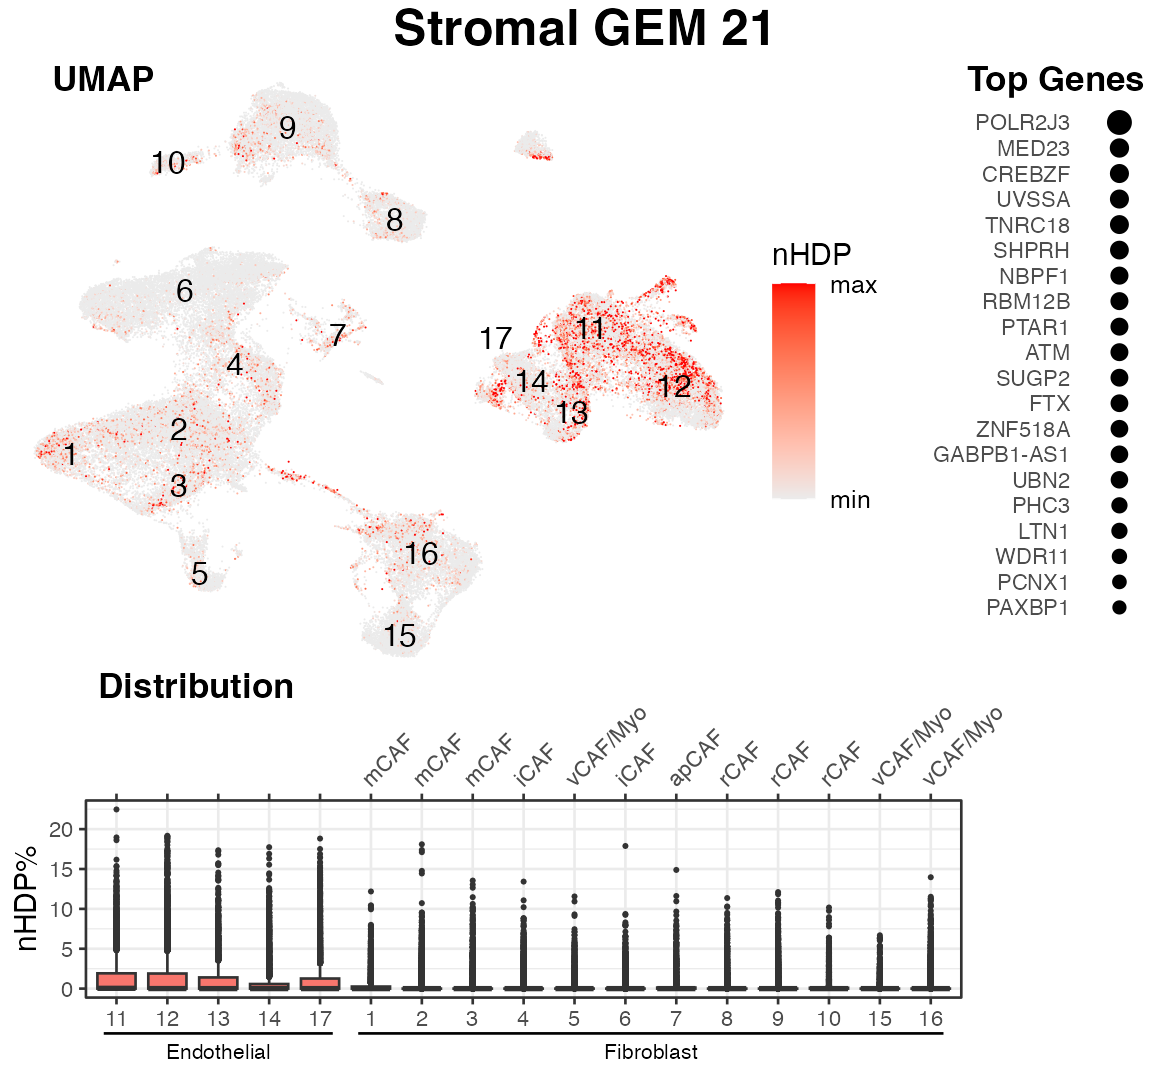 Stromal GEM 21
UMAP
9
10
8
6
7
4
2
1
3
5
16
15
17
11
14
12
13
nHDP
max
min
Top Genes
POLR2J3
MED23
CREBZF
UVSSA
TNRC18
SHPRH
NBPF1
RBM12B
PTAR1
ATM
SUGP2
FTX
ZNF518A
GABPB1-AS1
UBN2
PHC3
LTN1
WDR11
PCNX1
PAXBP1
Distribution
mCAF
mCAF
mCAF
iCAF
vCAF/Myo
iCAF
apCAF
rCAF
rCAF
rCAF
vCAF/Myo
vCAF/Myo
nHDP%
20
15
10
5
0
11 12 13 14 17 1 2 3 4 5 6 7 8 9 10 15 16
Endothelial Fibroblast